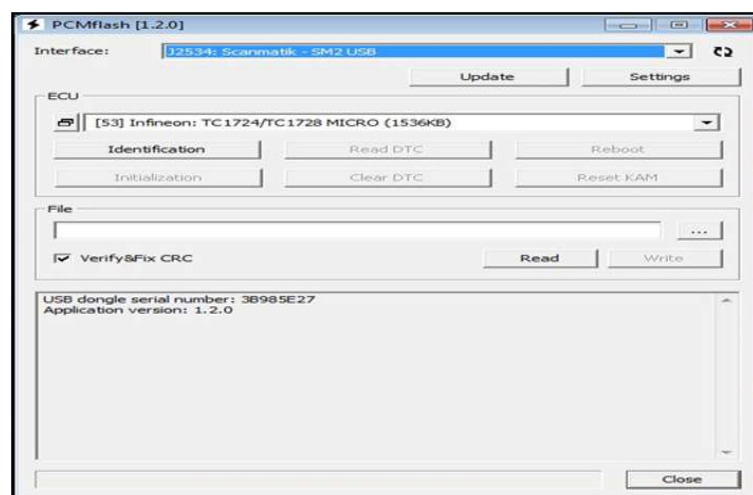 PCMflash [1.2.0]
Interface: J2534: Scanmatik - SM2 USB
Update Settings
ECU
[53] Infineon: TC1724/TC1728 MICRO (1536KB)
Identification Read DTC Reboot
Initialization Clear DTC Reset KAM
File
...
Verify&Fix CRC Read Write
USB dongle serial number: 3B985E27
Application version: 1.2.0
Close